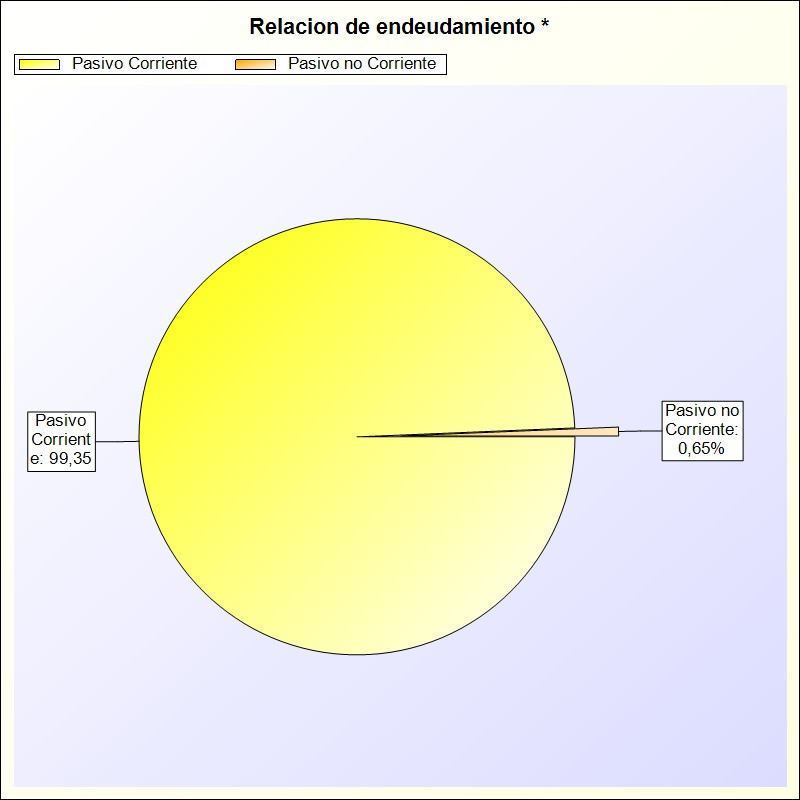 Relacion de endeudamiento *
Pasivo Corriente
Pasivo no Corriente
Pasivo
Corrient
e: 99,35
Pasivo no
Corriente:
0,65%